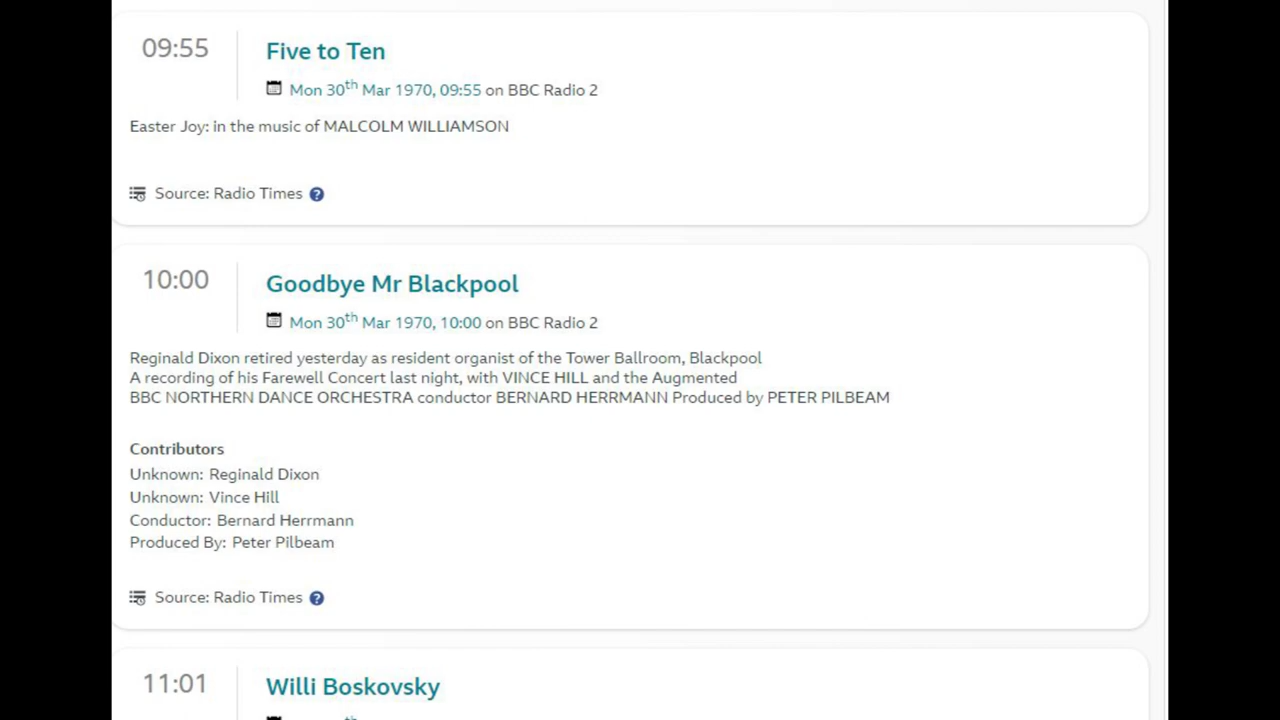 09:55
Five to Ten
Mon 30th Mar 1970, 09:55 on BBC Radio 2
Easter Joy: in the music of MALCOLM WILLIAMSON
Source: Radio Times ?
10:00
Goodbye Mr Blackpool
Mon 30th Mar 1970, 10:00 on BBC Radio 2
Reginald Dixon retired yesterday as resident organist of the Tower Ballroom, Blackpool
A recording of his Farewell Concert last night, with VINCE HILL and the Augmented
BBC NORTHERN DANCE ORCHESTRA conductor BERNARD HERRMANN Produced by PETER PILBEAM
Contributors
Unknown: Reginald Dixon
Unknown: Vince Hill
Conductor: Bernard Herrmann
Produced By: Peter Pilbeam
Source: Radio Times ?
11:01
Willi Boskovsky